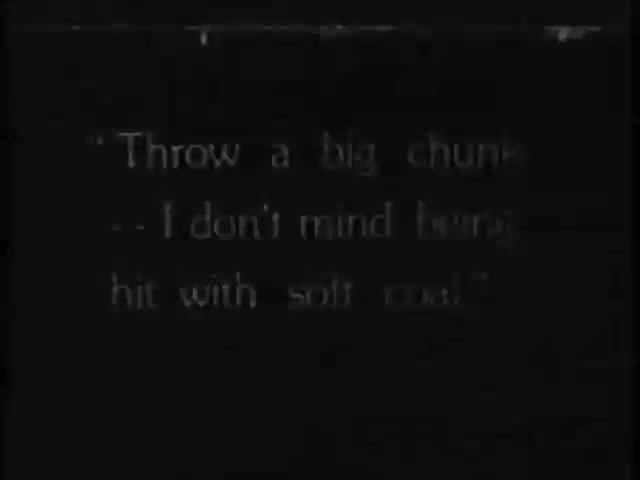 "Throw a big chunk
-- I don't mind being
hit with soft coal"